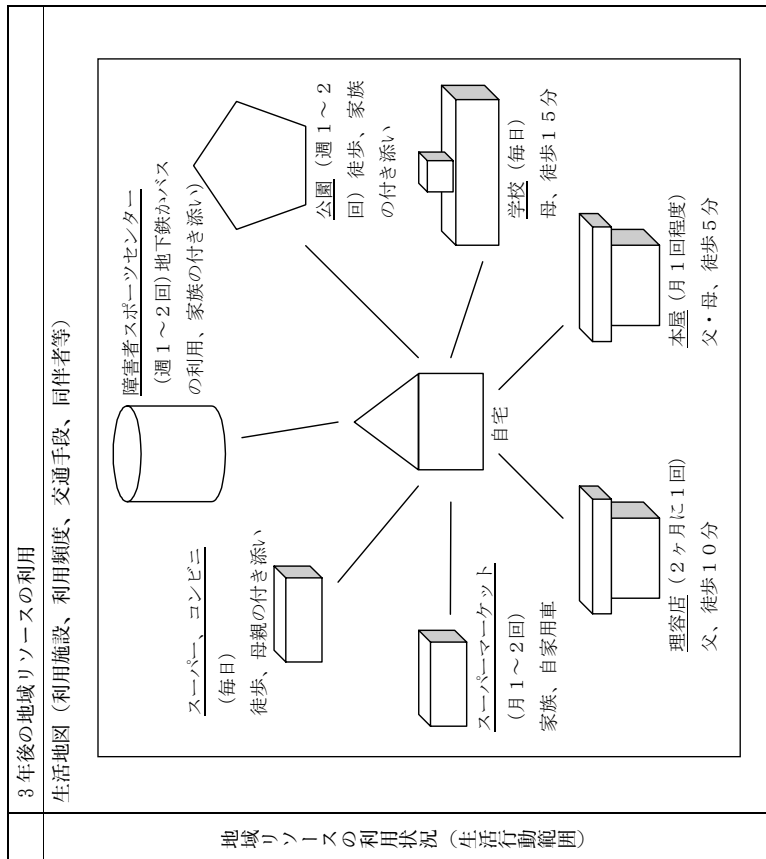 3年後の地域リソースの利用
生活地図（利用施設、利用頻度、交通手段、同伴者等）
地域リソースの利用状況（生活行動範囲）
障害者スポーツセンター
（週１～２回）地下鉄かバス
の利用、家族の付き添い
スーパー、コンビニ
（毎日）
徒歩、母親の付き添い
公園（週１～２
回）徒歩、家族
の付き添い
自宅
スーパーマーケット
（月１～２回）
家族、自家用車
学校（毎日）
母、徒歩１５分
理容店（２ヶ月に１回）
父、徒歩１０分
本屋（月１回程度）
父・母、徒歩５分